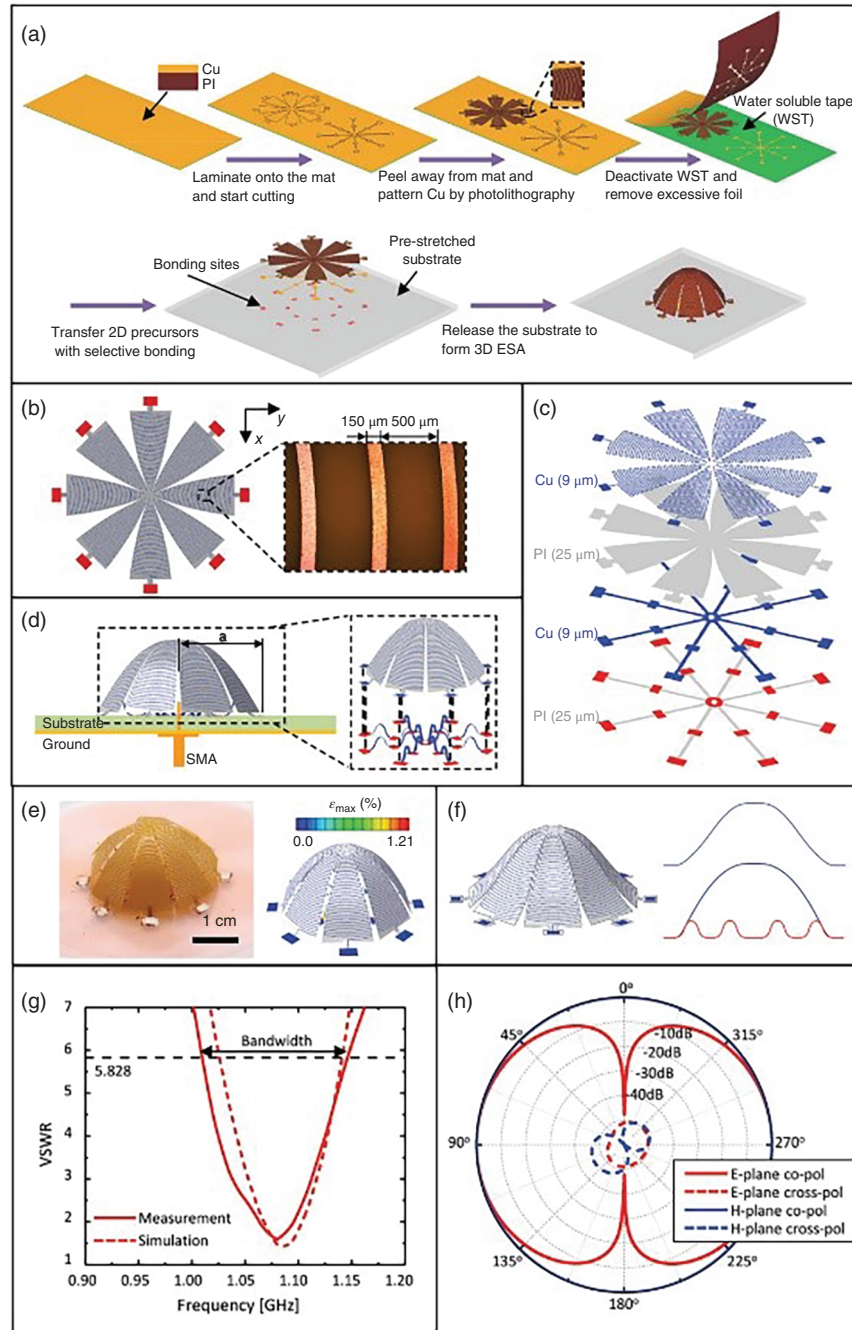 (a)
Cu
PI
Water soluble tape
(WST)
Laminate onto the mat
and start cutting
Peel away from mat and
pattern Cu by photolithography
Deactivate WST and
remove excessive foil
Bonding sites
Pre-stretched
substrate
Transfer 2D precursors
with selective bonding
Release the substrate to
form 3D ESA
(b)
y
x
150 μm 500 μm
(c)
Cu (9 μm)
PI (25 μm)
Cu (9 μm)
PI (25 μm)
(d)
a
Substrate
Ground
SMA
(e)
εmax (%)
0.0 1.21
1 cm
(f)
(g)
7
6
5
4
3
2
1
5.828
Bandwidth
VSWR
Measurement
Simulation
0.90 0.95 1.00 1.05 1.10 1.15 1.20
Frequency [GHz]
(h)
0°
45° 315°
-10dB
-20dB
-30dB
-40dB
90° 270°
E-plane co-pol
E-plane cross-pol
H-plane co-pol
H-plane cross-pol
135° 225°
180°